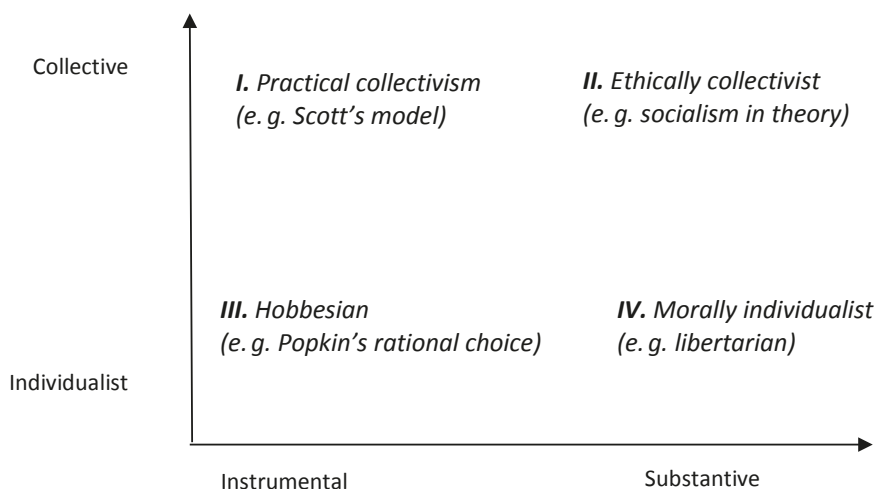 Collective
I. Practical collectivism
(e. g. Scott’s model)
II. Ethically collectivist
(e. g. socialism in theory)
III. Hobbesian
(e. g. Popkin’s rational choice)
IV. Morally individualist
(e. g. libertarian)
Individualist
Instrumental
Substantive